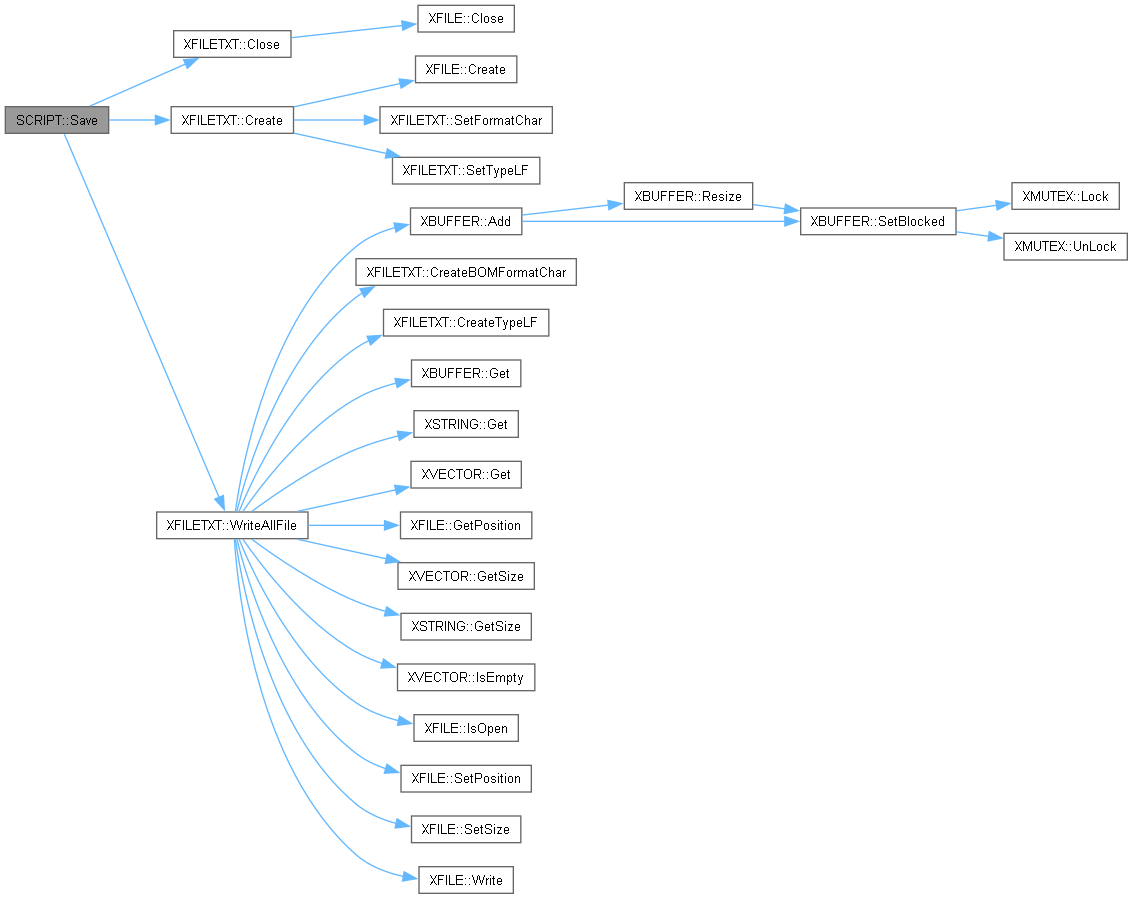 XFILE::Close
XFILETXT::Close
XFILE::Create
SCRIPT::Save
XFILETXT::Create
XFILETXT::SetFormatChar
XFILETXT::SetTypeLF
XBUFFER::Resize
XMUTEX::Lock
XBUFFER::Add
XBUFFER::SetBlocked
XMUTEX::UnLock
XFILETXT::CreateBOMFormatChar
XFILETXT::CreateTypeLF
XBUFFER::Get
XSTRING::Get
XVECTOR::Get
XFILETXT::WriteAllFile
XFILE::GetPosition
XVECTOR::GetSize
XSTRING::GetSize
XVECTOR::IsEmpty
XFILE::IsOpen
XFILE::SetPosition
XFILE::SetSize
XFILE::Write